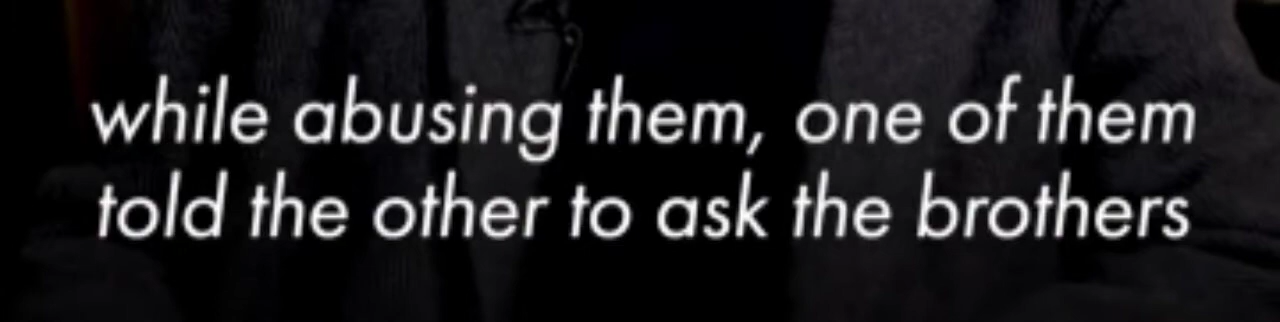 while abusing them, one of them
told the other to ask the brothers